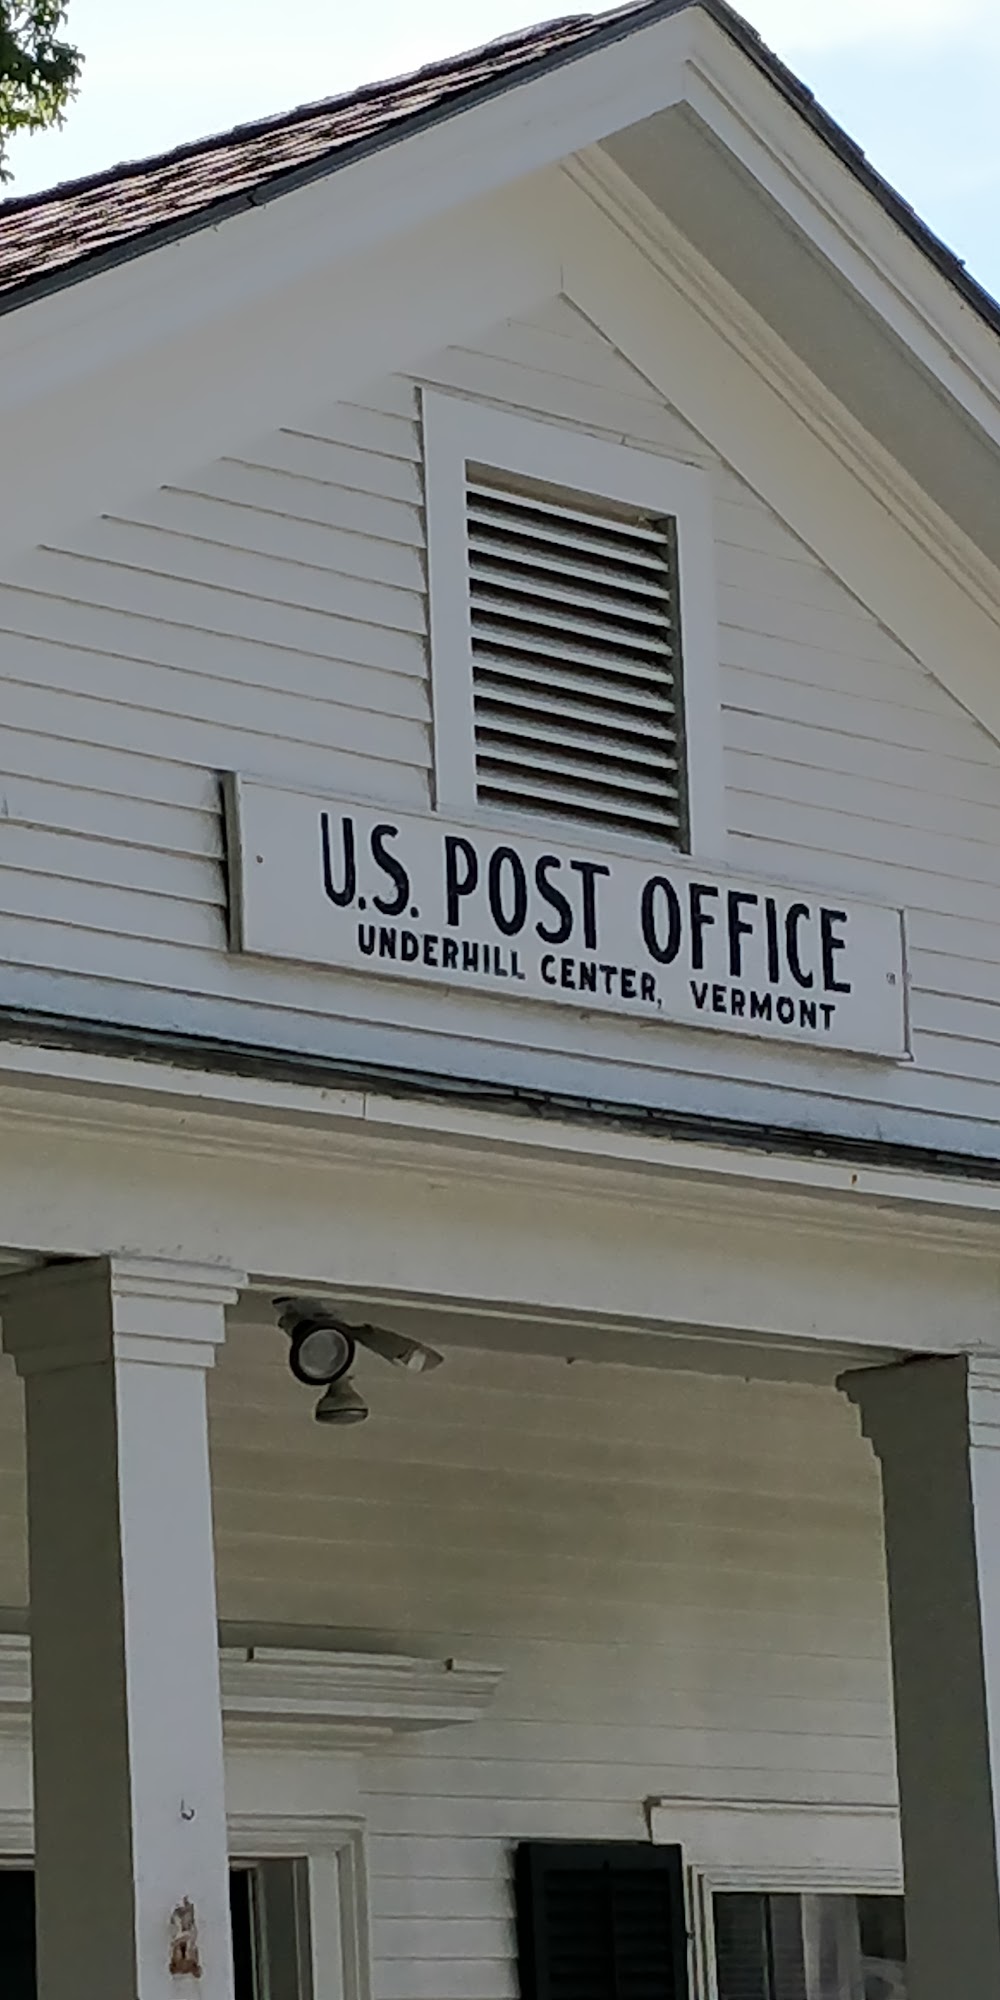 U.S. POST OFFICE
UNDERHILL CENTER, VERMONT